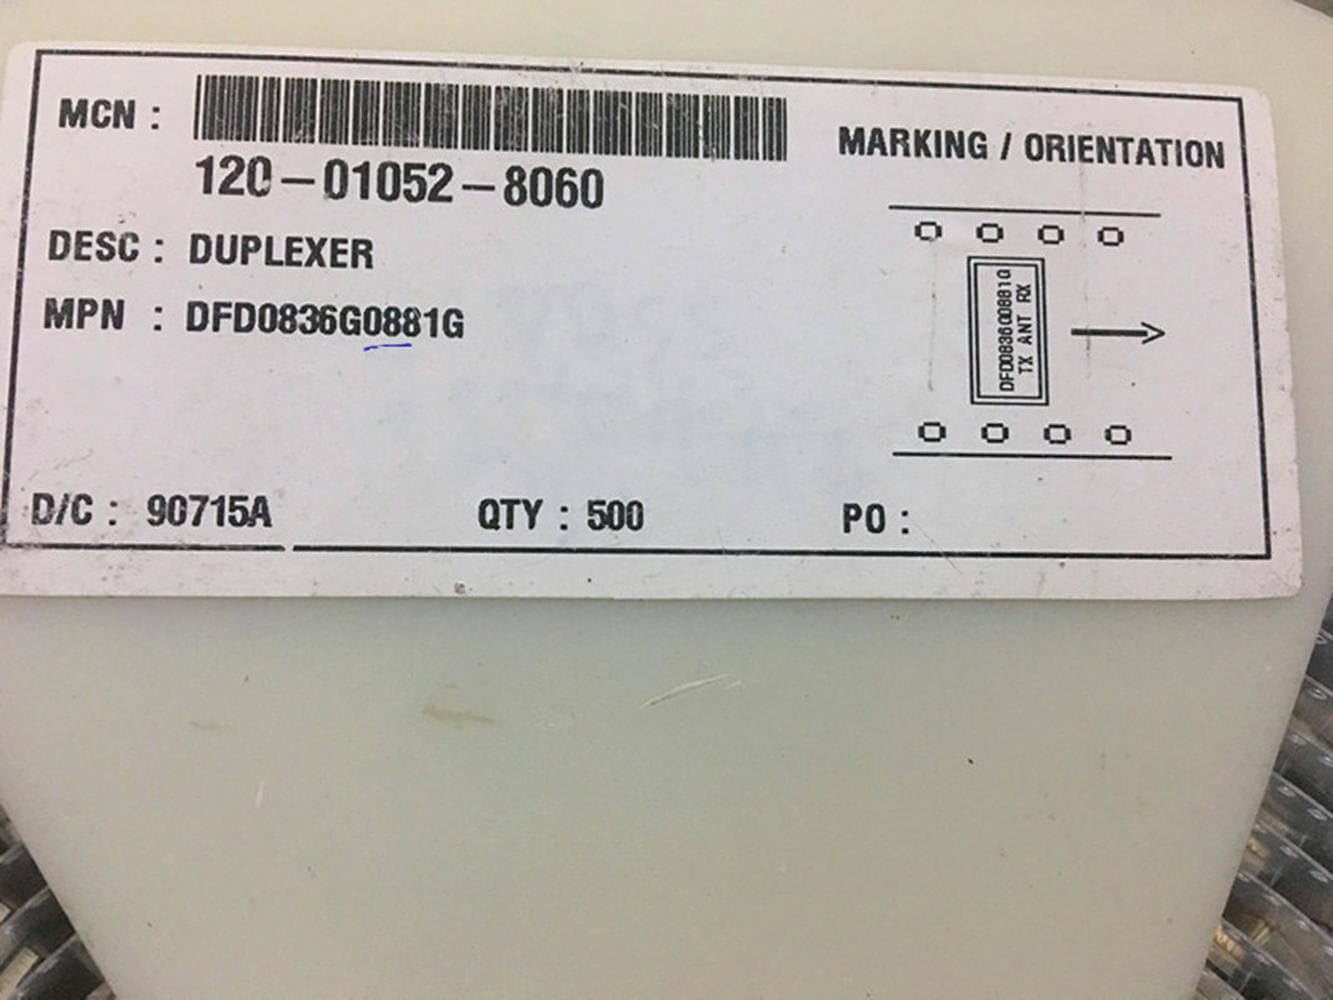 MCN :
120-01052-8060
DESC : DUPLEXER
MPN : DFD0836G0881G
D/C : 90715A
QTY : 500
PO :
MARKING / ORIENTATION
DFD0836G0881G
TX ANT RX